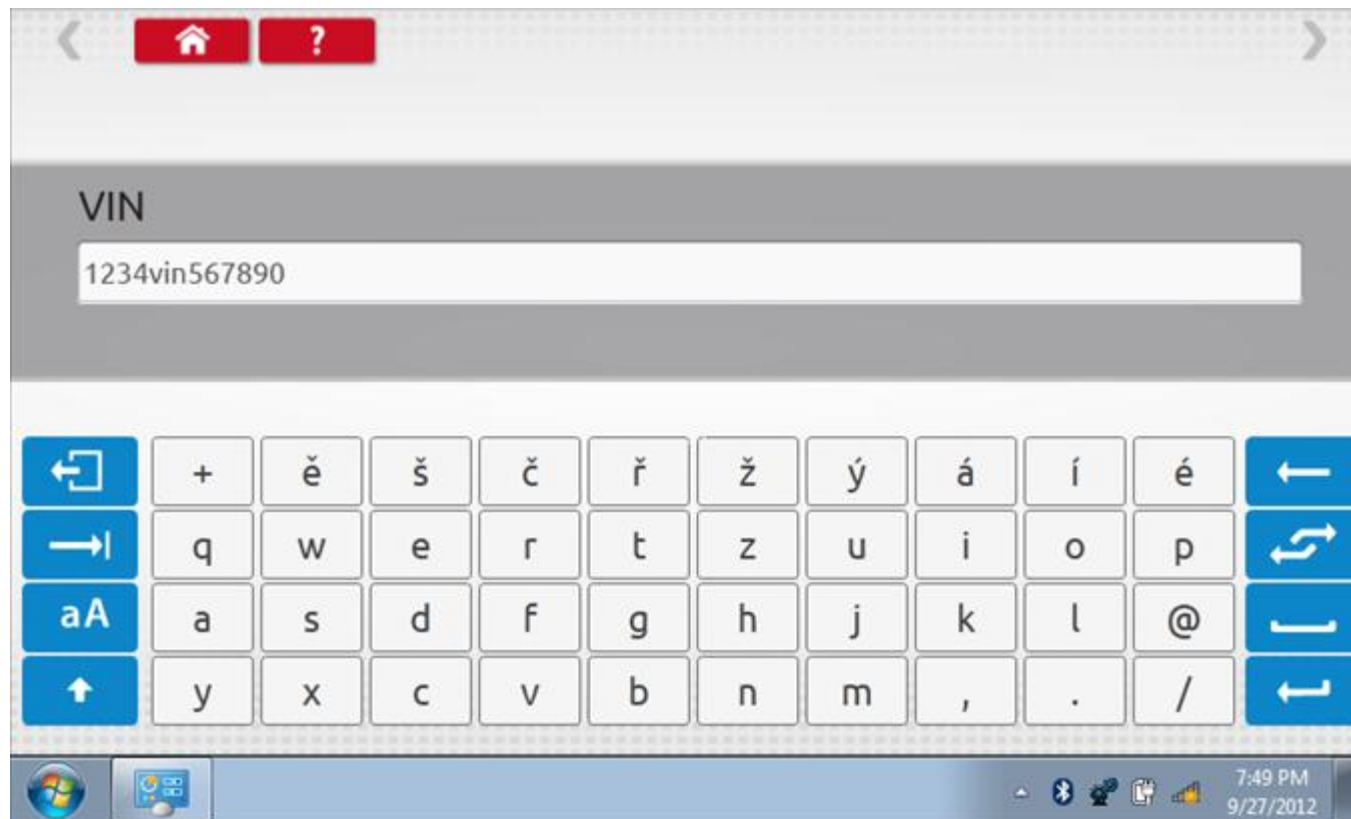 ?
VIN
1234vin567890
+ ě š č ř ž ý á í é
q w e r t z u i o p
aA a s d f g h j k l @
y x c v b n m , . /
7:49 PM
9/27/2012